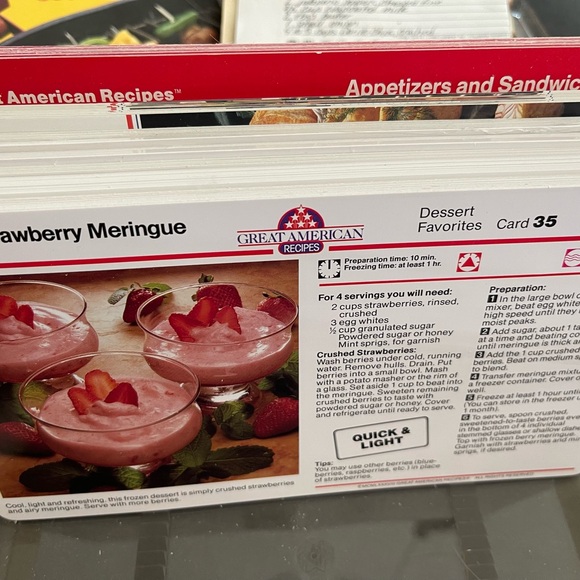 t American Recipes™
Appetizers and Sandwic
awberry Meringue
GREAT AMERICAN
RECIPES
Dessert
Favorites
Card 35
Preparation time: 10 min.
Freezing time: at least 1 hr.
For 4 servings you will need:
2 cups strawberries, rinsed,
crushed
3 egg whites
½ cup granulated sugar
Powdered sugar or honey
Mint sprigs, for garnish
Crushed Strawberries:
Wash berries under cold, running
water. Remove hulls. Drain. Put
berries into a small bowl. Mash
with a potato masher or the rim of
a glass. Set aside 1 cup to beat into
the meringue. Sweeten remaining
crushed berries to taste with
powdered sugar or honey. Cover
and refrigerate until ready to serve.
QUICK &
LIGHT
Tips:
You may use other berries (blue-
berries, raspberries, etc.) in place
of strawberries.
Preparation:
1 In the large bowl o
mixer, beat egg white
high speed until they
moist peaks.
2 Add sugar, about 1 ta
at a time and beating co
until meringue is thick an
3 Add the 1 cup crushed
berries. Beat on medium s
blend.
4 Transfer meringue mixtu
a freezer container. Cover
well.
5 Freeze at least 1 hour until
(You can store in the freezer u
1 month).
6 To serve, spoon crushed,
sweetened-to-taste berries eve
in the bottom of 4 individual
stemmed glasses or shallow dishe
Top with frozen berry meringue.
Garnish with strawberries and mint
sprigs, if desired.
Cool, light and refreshing, this frozen dessert is simply crushed strawberries
and airy meringue. Serve with more berries.